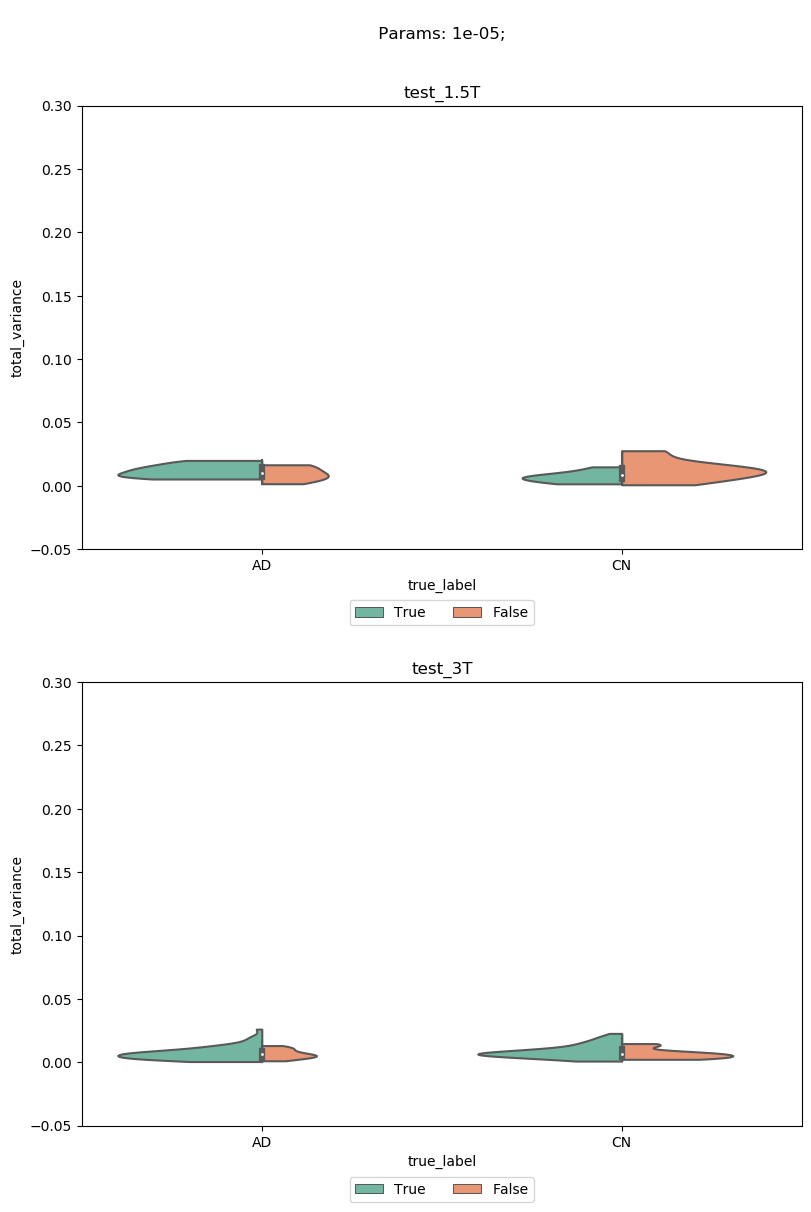 Params: 1e-05;
test_1.5T
0.30
0.25
0.20
0.15
0.10
0.05
0.00
−0.05
total_variance
AD CN
true_label
True False
test_3T
0.30
0.25
0.20
0.15
0.10
0.05
0.00
−0.05
total_variance
AD CN
true_label
True False